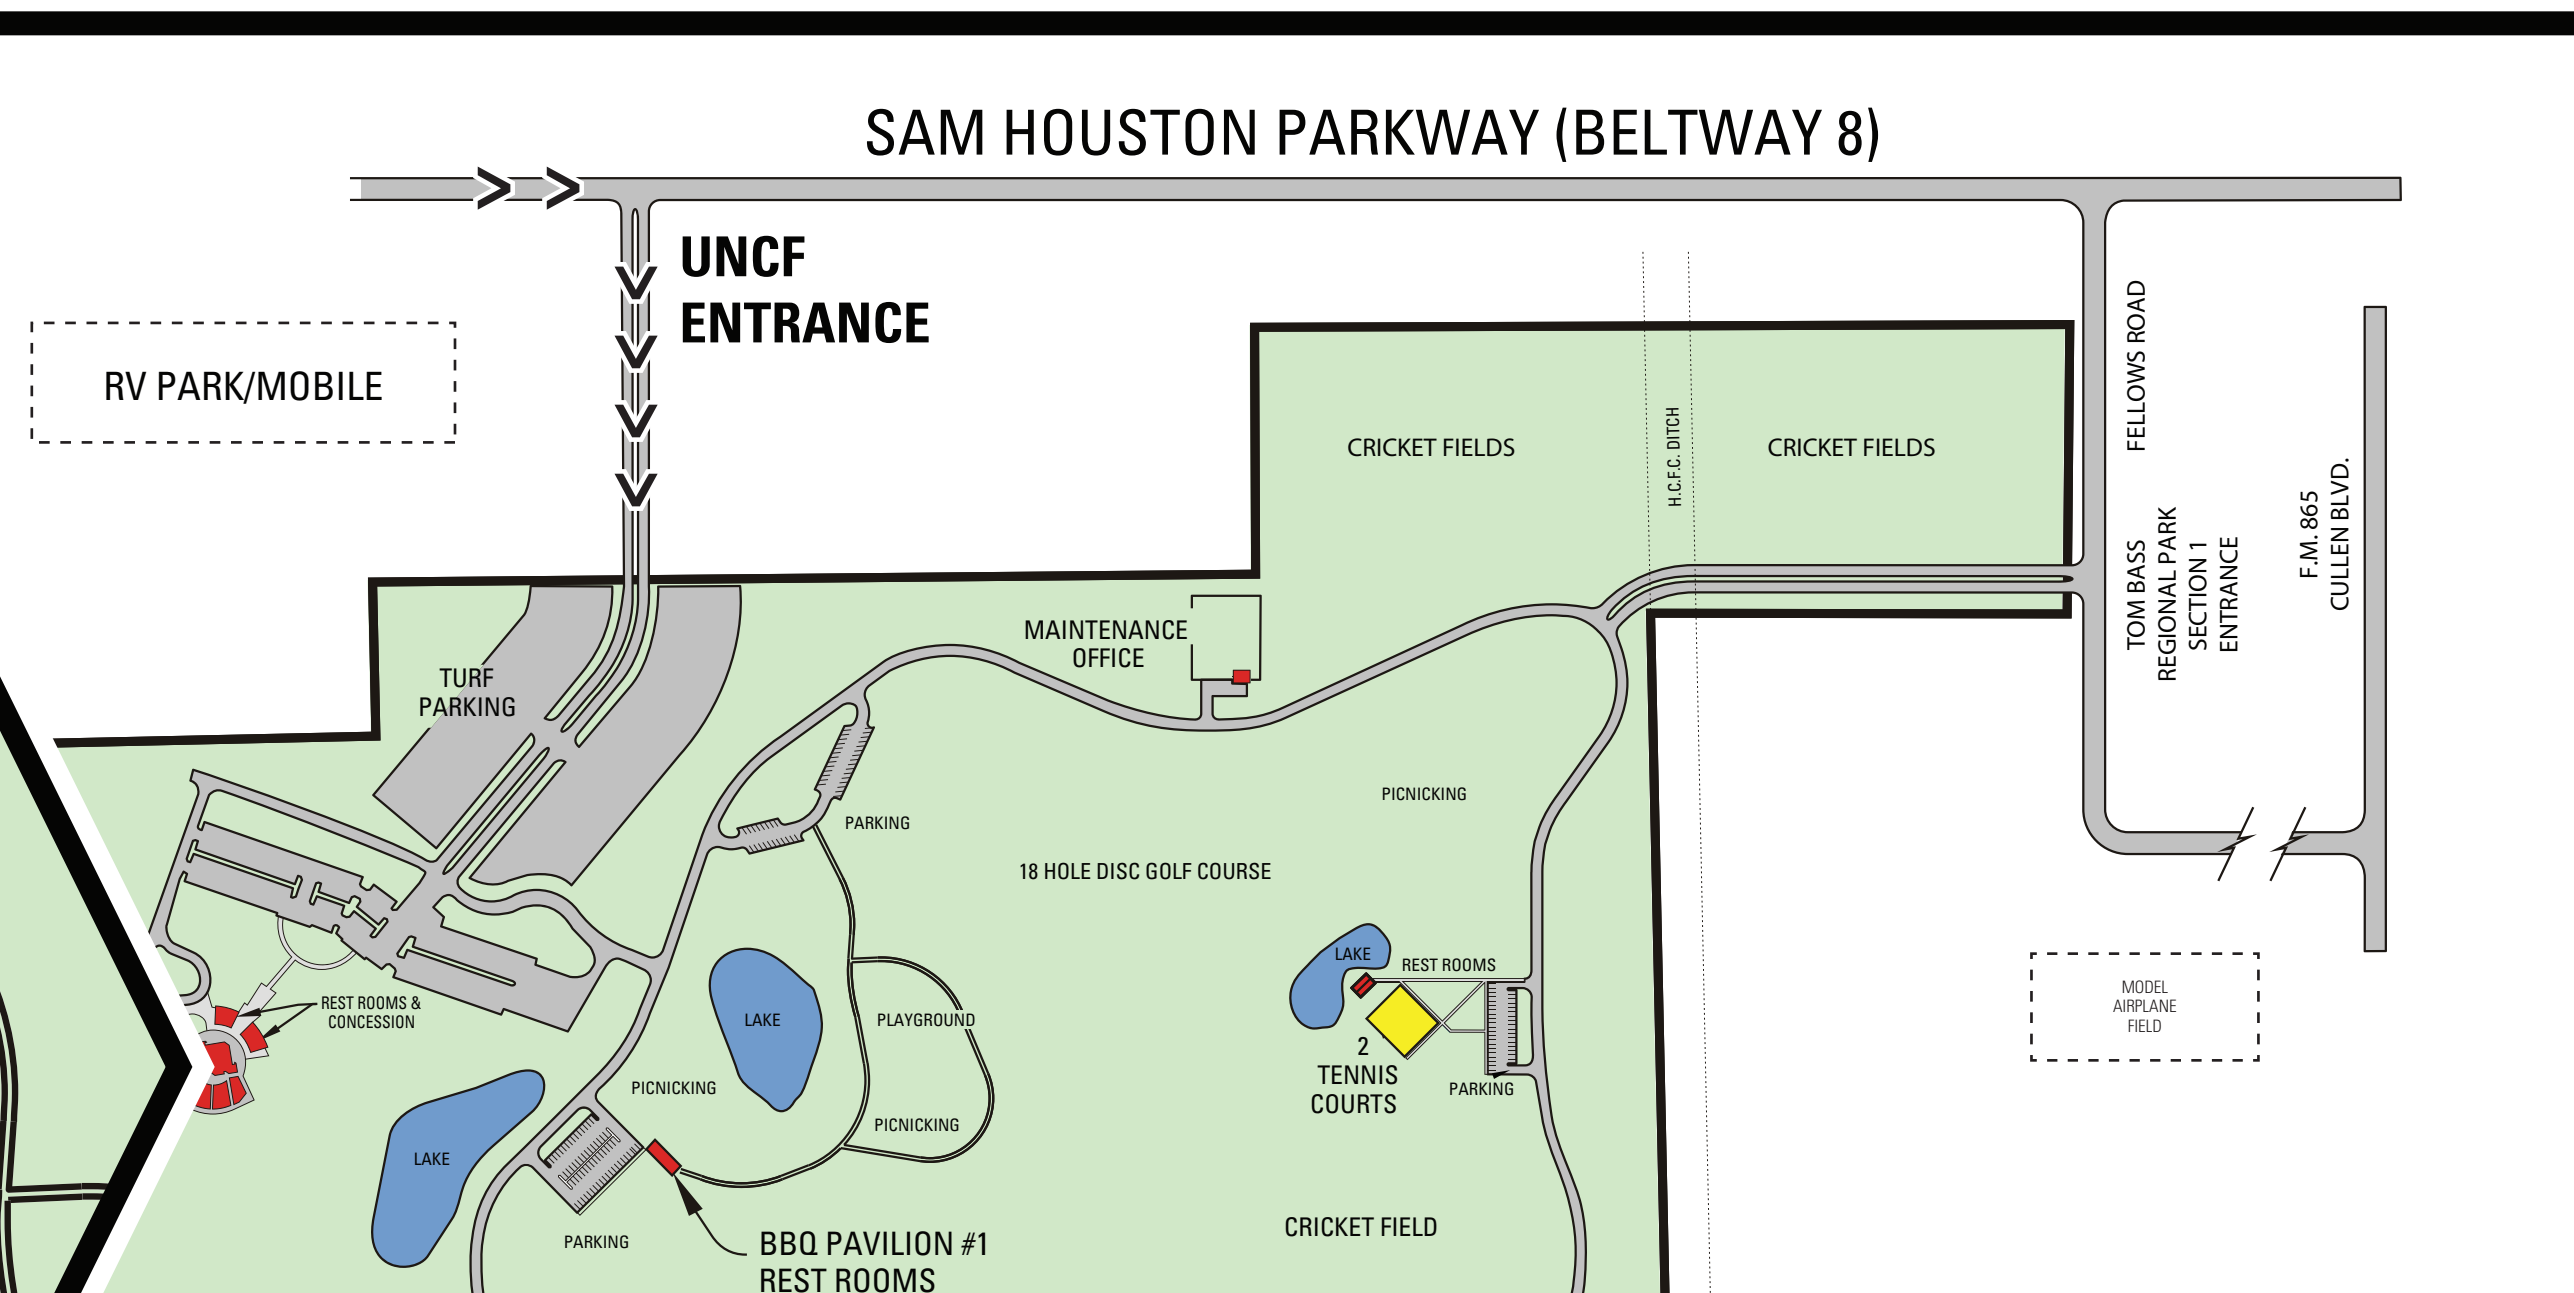 SAM HOUSTON PARKWAY (BELTWAY 8)
UNCF
ENTRANCE
RV PARK/MOBILE
FELLOWS ROAD
CRICKET FIELDS
H.C.F.C. DITCH
CRICKET FIELDS
F.M. 865
CULLEN BLVD.
TOM BASS
REGIONAL PARK
SECTION 1
ENTRANCE
MAINTENANCE
OFFICE
TURF
PARKING
PICNICKING
PARKING
18 HOLE DISC GOLF COURSE
LAKE
REST ROOMS
REST ROOMS &
CONCESSION
LAKE
PLAYGROUND
MODEL
AIRPLANE
FIELD
2
TENNIS
COURTS
PARKING
PICNICKING
PICNICKING
LAKE
CRICKET FIELD
PARKING
BBQ PAVILION #1
REST ROOMS